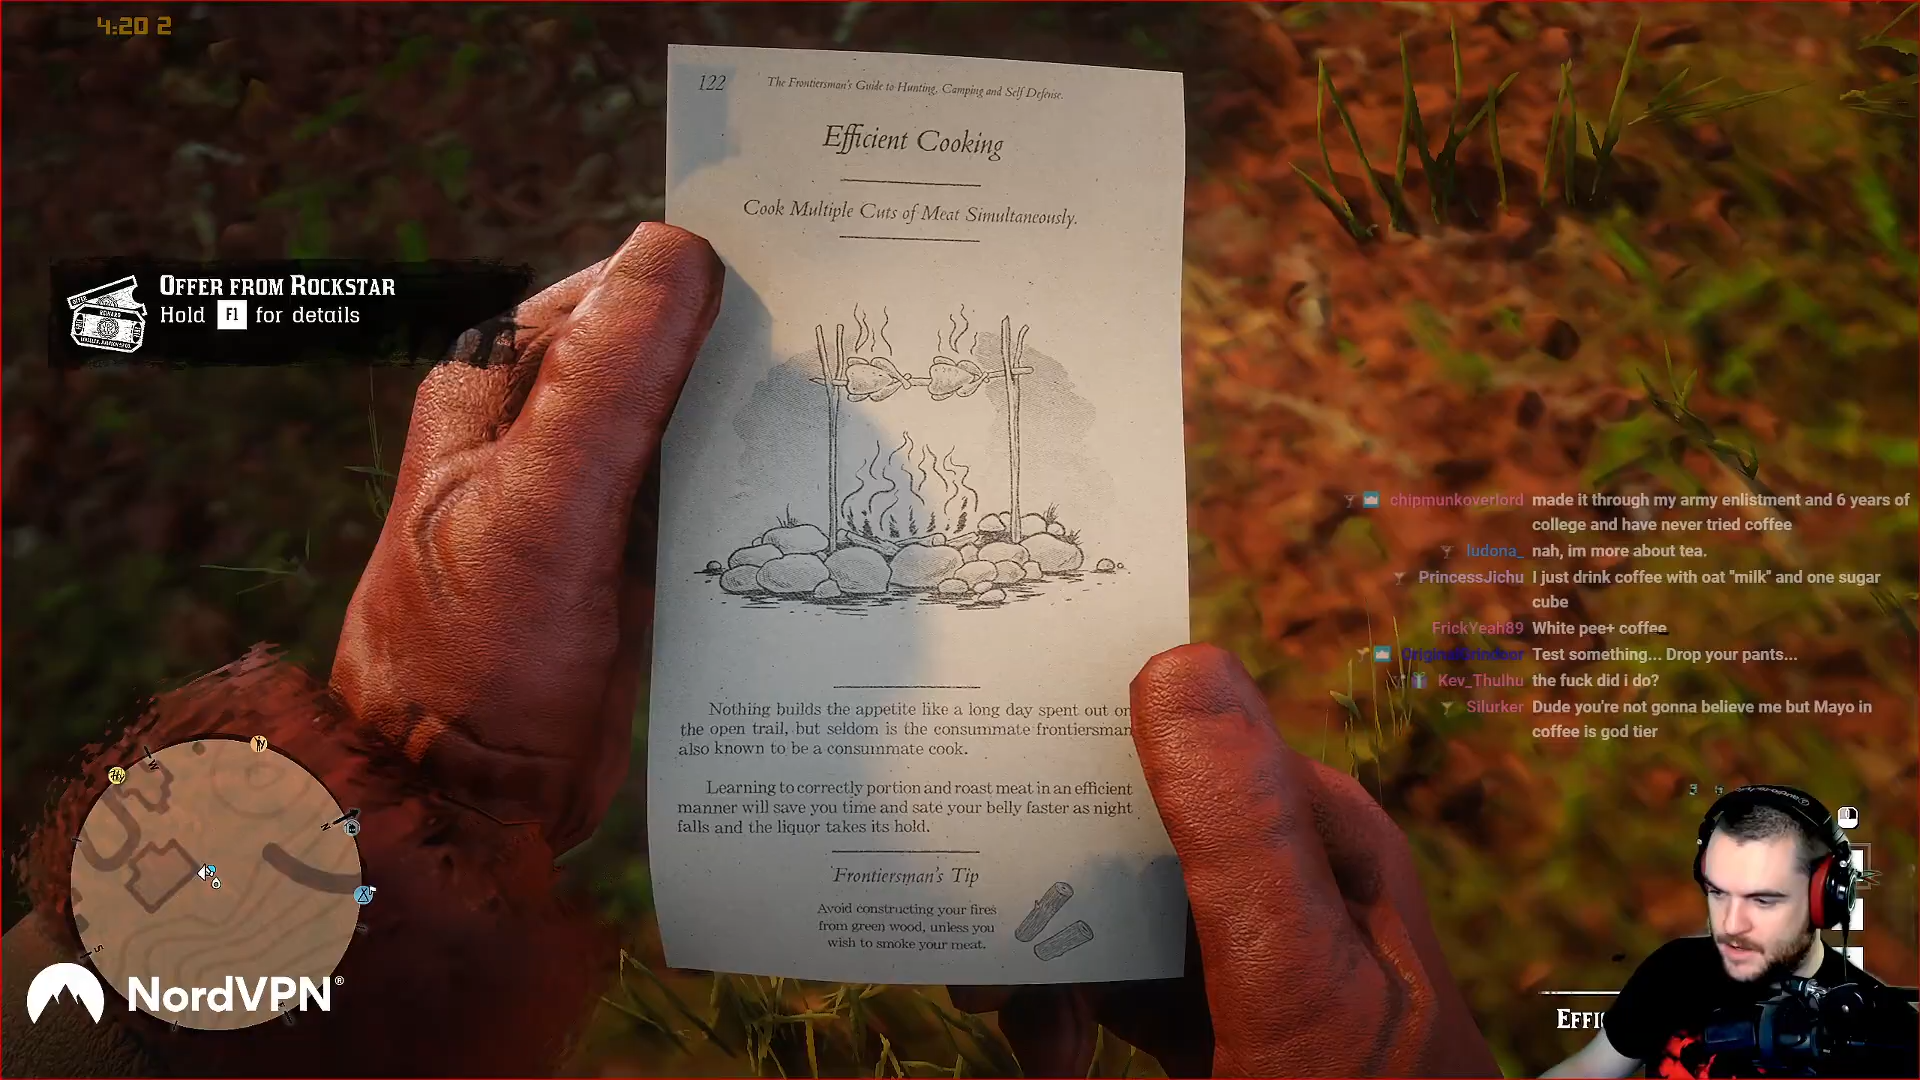 4:20 2
122
The Frontiersman's Guide to Hunting, Camping and Self Defense.
Efficient Cooking
Cook Multiple Cuts of Meat Simultaneously.
OFFER FROM ROCKSTAR
Hold F1 for details
Nothing builds the appetite like a long day spent out on
the open trail, but seldom is the consummate frontiersman
also known to be a consummate cook.
Learning to correctly portion and roast meat in an efficient
manner will save you time and sate your belly faster as night
falls and the liquor takes its hold.
Frontiersman's Tip
Avoid constructing your fires
from green wood, unless you
wish to smoke your meat.
chipmunkoverlord made it through my army enlistment and 6 years of
college and have never tried coffee
ludona_ nah, im more about tea.
PrincessJichu I just drink coffee with oat "milk" and one sugar
cube
FrickYeah89 White pee+ coffee
Test something... Drop your pants...
Kev_Thulhu the fuck did i do?
Silurker Dude you're not gonna believe me but Mayo in
coffee is god tier
W
N
S
NordVPN®
EFFI